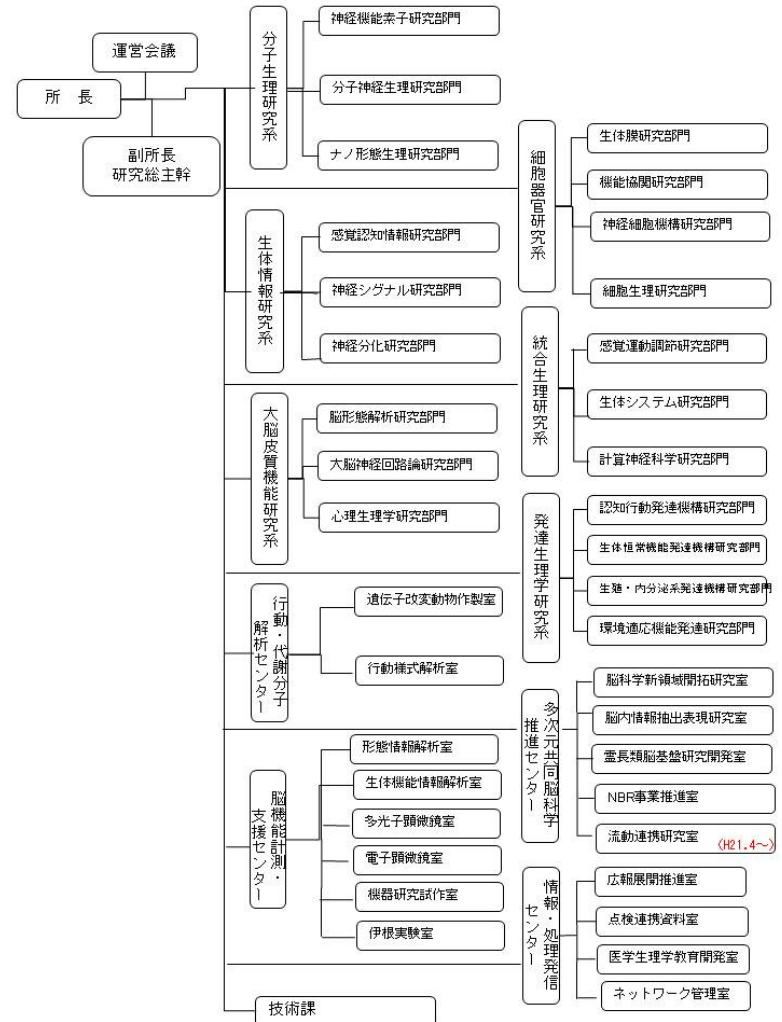 運営会議
所　長
副所長
研究総主幹
分子生理研究系
神経機能素子研究部門
分子神経生理研究部門
ナノ形態生理研究部門
細胞器官研究系
生体膜研究部門
機能協関研究部門
神経細胞機構研究部門
細胞生理研究部門
生体情報研究系
感覚認知情報研究部門
神経シグナル研究部門
神経分化研究部門
統合生理研究系
感覚運動調節研究部門
生体システム研究部門
計算神経科学研究部門
大脳皮質機能研究系
脳形態解析研究部門
大脳神経回路論研究部門
心理生理学研究部門
発達生理学研究系
認知行動発達機構研究部門
生体恒常機能発達機構研究部門
生殖・内分泌系発達機構研究部門
環境適応機能発達研究部門
行動・代謝分子
解析センター
遺伝子改変動物作製室
行動様式解析室
多次元共同脳科学
推進センター
脳科学新領域開拓研究室
脳内情報抽出表現研究室
霊長類脳基盤研究開発室
NBR事業推進室
流動連携研究室
(H21.4～)
脳機能計測・
支援センター
形態情報解析室
生体機能情報解析室
多光子顕微鏡室
電子顕微鏡室
機器研究試作室
伊根実験室
情報・処理発信
センター
広報展開推進室
点検連携資料室
医学生理学教育開発室
ネットワーク管理室
技術課